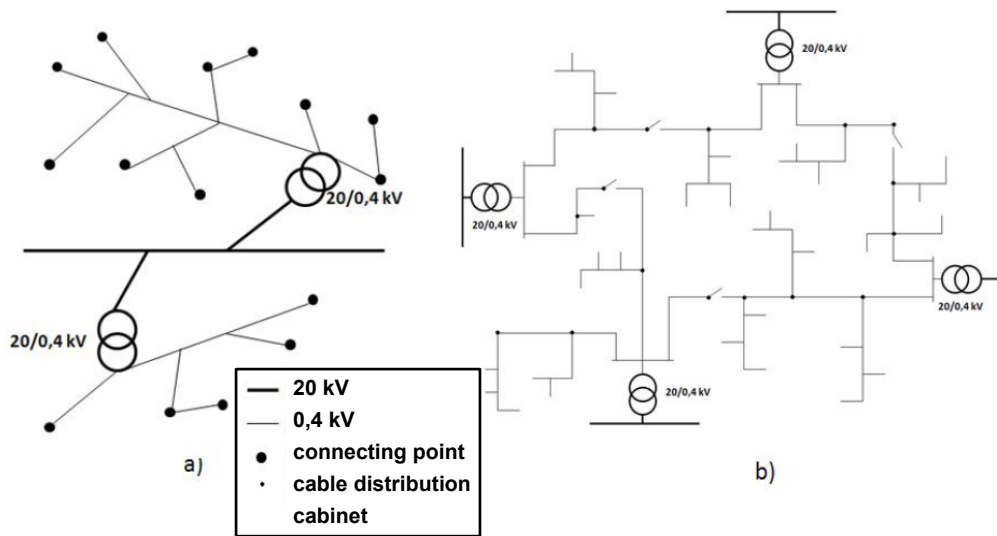 20/0,4 kV
20/0,4 kV
20 kV
0,4 kV
connecting point
cable distribution
cabinet
a)
20/0,4 kV
20/0,4 kV
20/0,4 kV
20/0,4 kV
b)